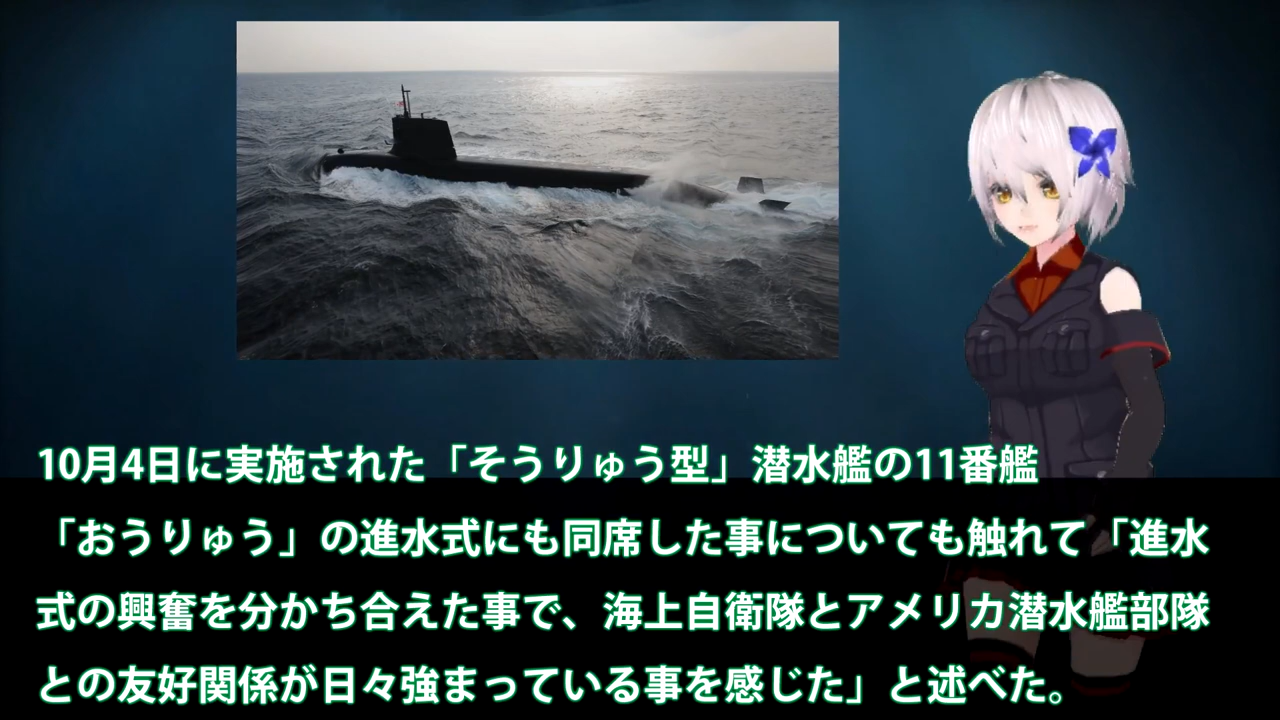 10月4日に実施された「そうりゅう型」潜水艦の11番艦
「おうりゅう」の進水式にも同席した事についても触れて「進水
式の興奮を分かち合えた事で、海上自衛隊とアメリカ潜水艦部隊
との友好関係が日々強まっている事を感じた」と述べた。